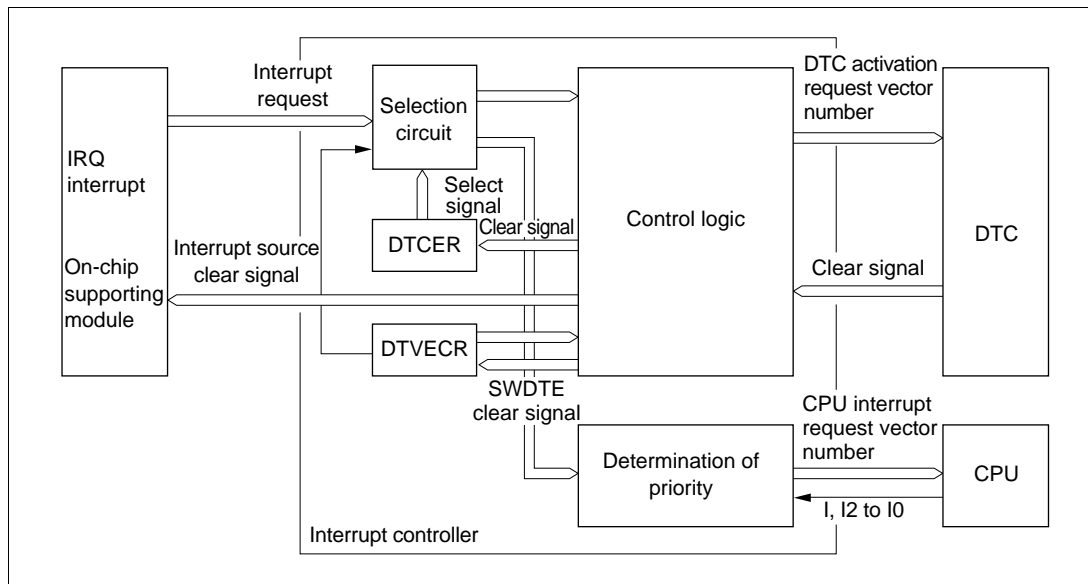 Interrupt
request
Selection
circuit
DTC activation
request vector
number
IRQ
interrupt
Select
signal
Control logic
DTC
DTCER
Clear signal
Interrupt source
clear signal
Clear signal
On-chip
supporting
module
DTVECR
SWDTE
clear signal
CPU interrupt
request vector
number
Determination of
priority
CPU
I, I2 to I0
Interrupt controller